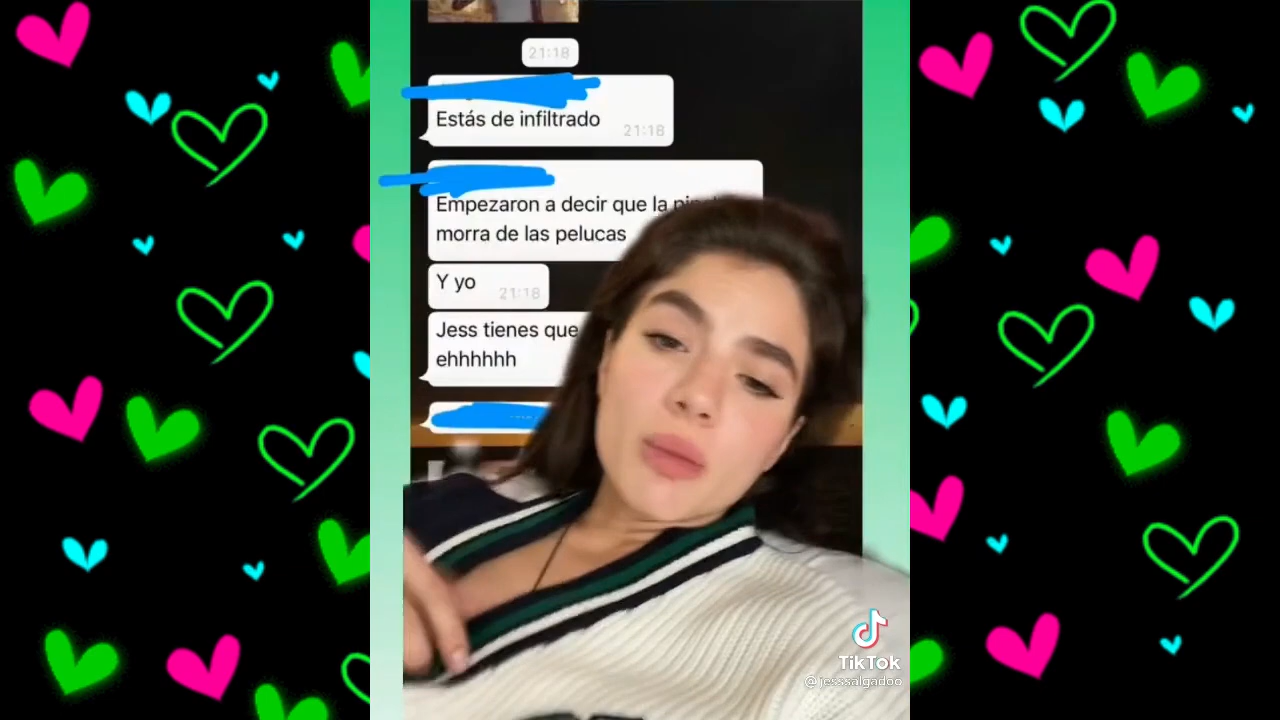 21:18
Estás de infiltrado
21:18
Empezaron a decir que la
morra de las pelucas
Y yo
21:18
Jess tienes que
ehhhhhh
TikTok
@jesssalgadoo